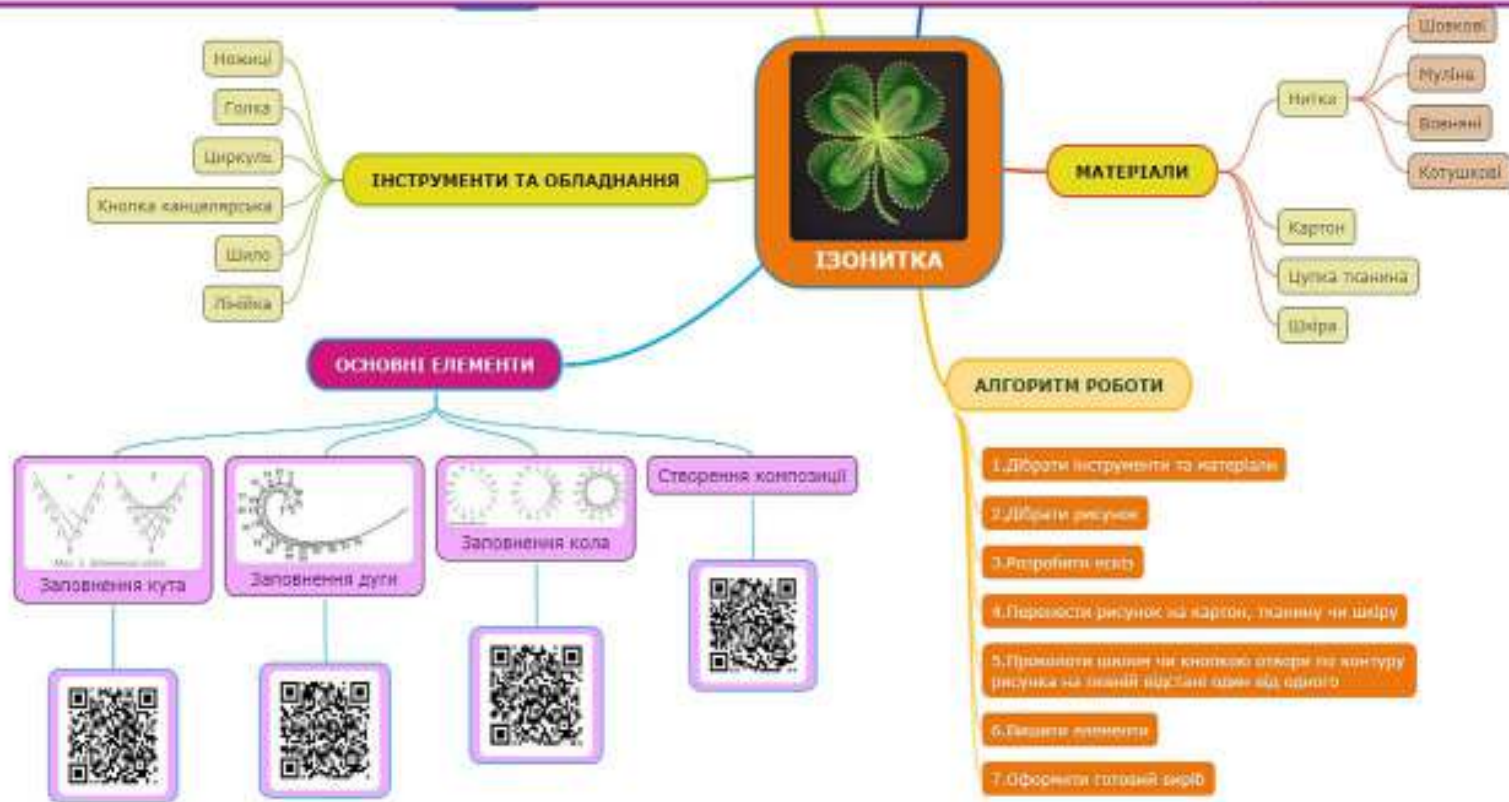 Ножиці
Голка
Циркуль
Кнопка канцелярська
Шило
Лінійка
ІНСТРУМЕНТИ ТА ОБЛАДНАННЯ
ІЗОНИТКА
МАТЕРІАЛИ
Нитка
Шовкові
Муліне
Вовняні
Котушкові
Картон
Цупка тканина
Шкіра
ОСНОВНІ ЕЛЕМЕНТИ
Заповнення кута
Заповнення дуги
Заповнення кола
Створення композиції
АЛГОРИТМ РОБОТИ
1.Дібрати інструменти та матеріали
2.Дібрати рисунок
3.Розробити ескіз
4.Перенести рисунок на картон, тканину чи шкіру
5.Проколоти шилом чи кнопкою отвори по контуру
рисунка на певній відстані один від одного
6.Вишити елементи
7.Оформити готовий виріб